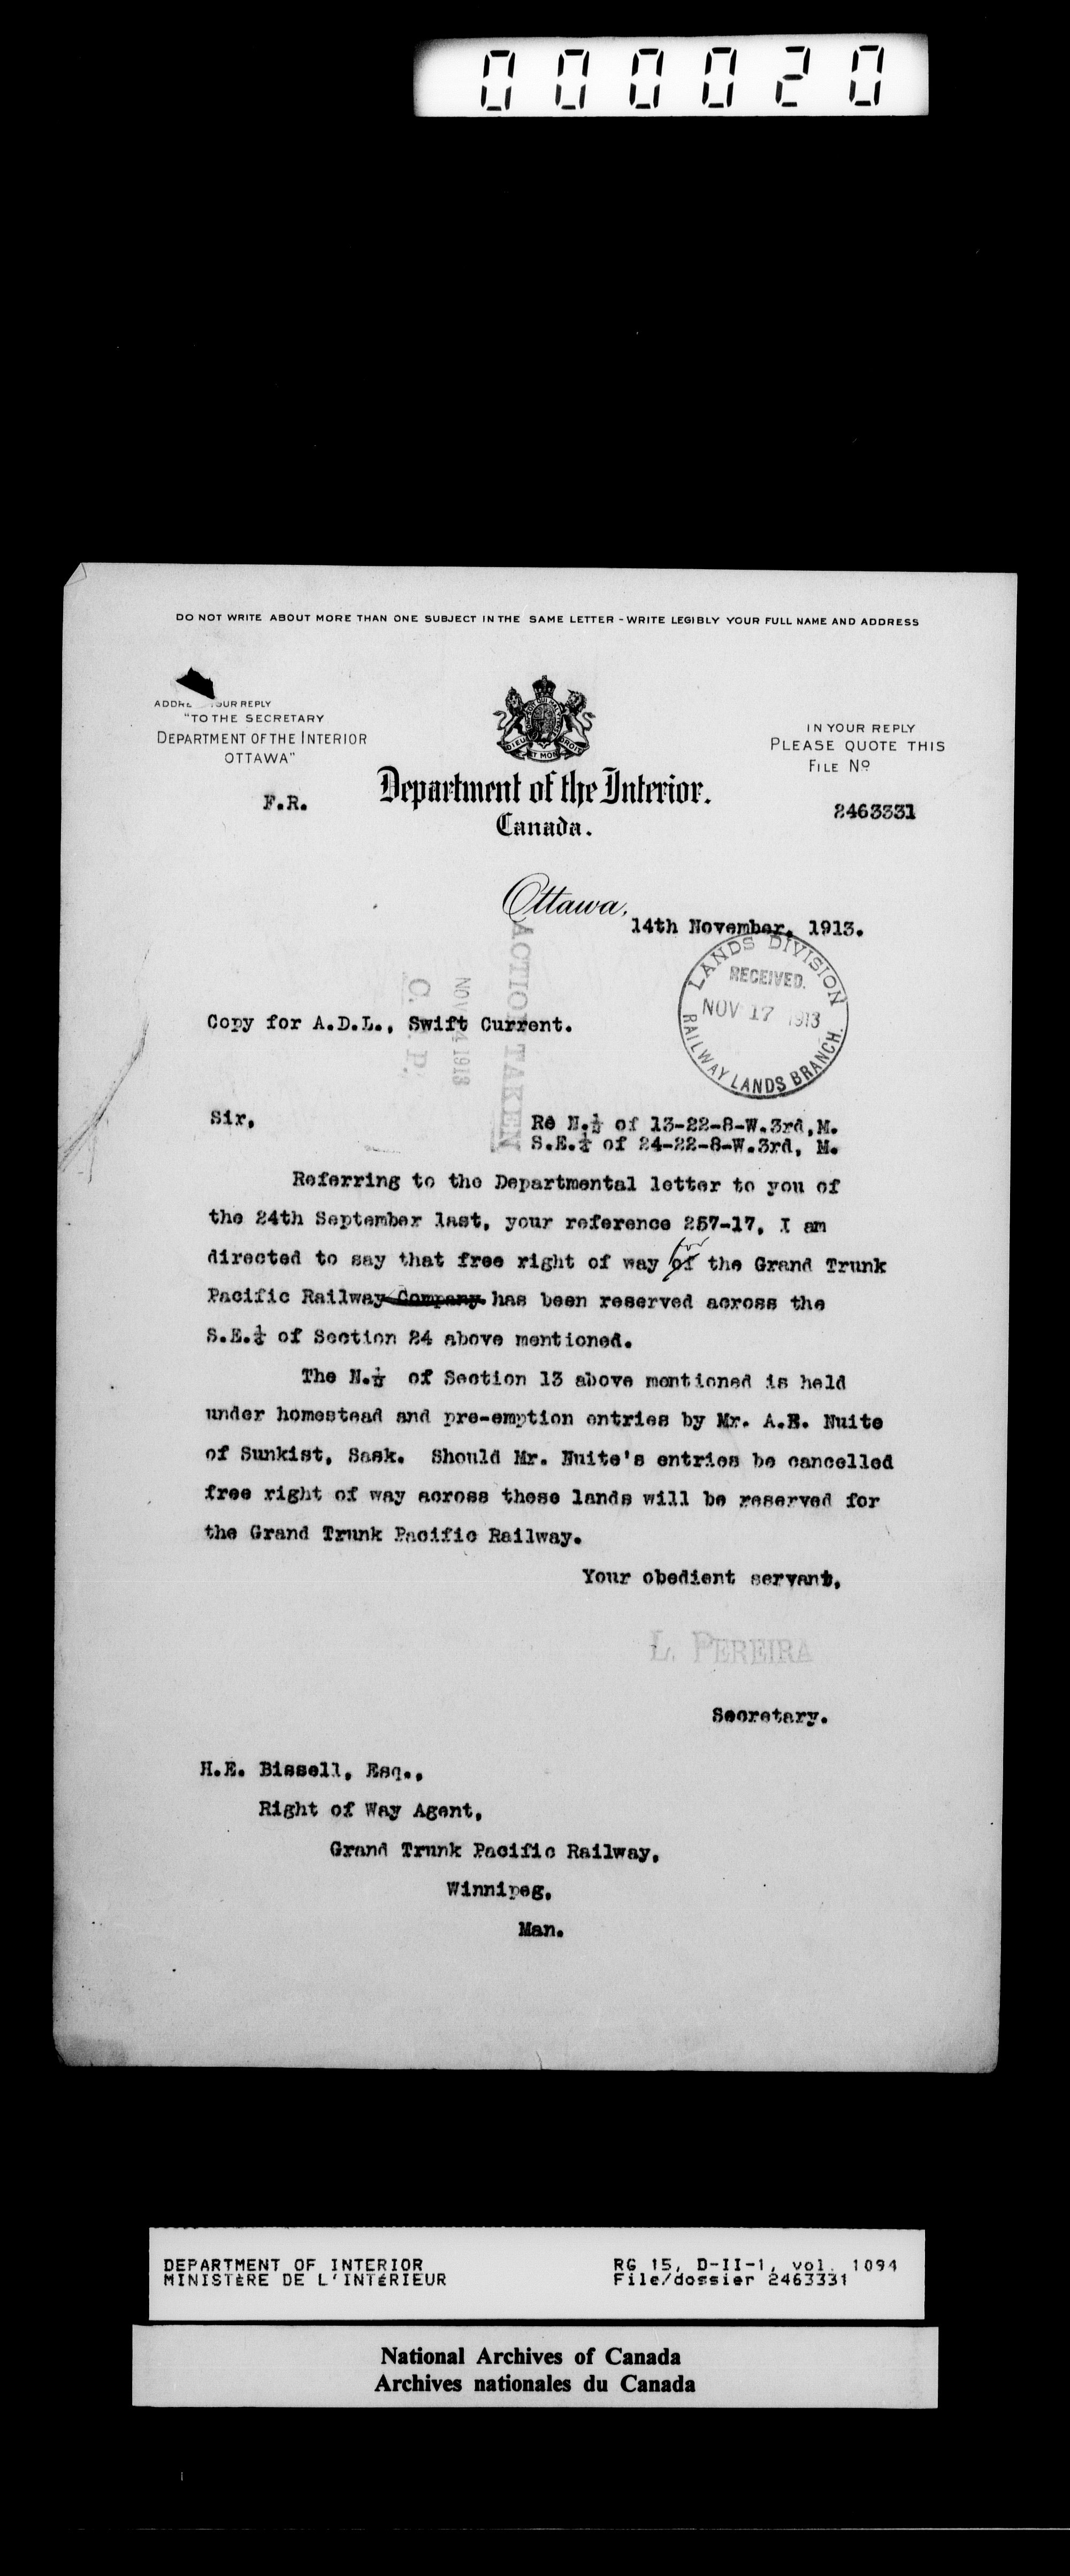 000020
DO NOT WRITE ABOUT MORE THAN ONE SUBJECT IN THE SAME LETTER - WRITE LEGIBLY YOUR FULL NAME AND ADDRESS
YOUR REPLY
"TO THE SECRETARY
DEPARTMENT OF THE INTERIOR
OTTAWA"
F.R.
DIEU ET MON DROIT
Department of the Interior.
Canada.
IN YOUR REPLY
PLEASE QUOTE THIS
FILE No
2463331
Ottawa,
14th November, 1913.
LANDS DIVISION
RECEIVED.
NOV 17 1913
RAILWAY LANDS BRANCH.
ACTION TAKEN
NOV 14 1913
Copy for A.D.L., Swift Current.
Sir,
Re N.½ of 13-22-8-W.3rd,M.
S.E.¼ of 24-22-8-W.3rd, M.
Referring to the Departmental letter to you of
the 24th September last, your reference 257-17, I am
directed to say that free right of way of for the Grand Trunk
Pacific Railway Company has been reserved across the
S.E.¼ of Section 24 above mentioned.
The N.½ of Section 13 above mentioned is held
under homestead and pre-emption entries by Mr. A.E. Nuite
of Sunkist, Sask. Should Mr. Nuite's entries be cancelled
free right of way across these lands will be reserved for
the Grand Trunk Pacific Railway.
Your obedient servant,
L. PEREIRA
Secretary.
H.E. Bissell, Esq.,
Right of Way Agent,
Grand Trunk Pacific Railway,
Winnipeg,
Man.
DEPARTMENT OF INTERIOR
MINISTÈRE DE L'INTÉRIEUR
RG 15, D-II-1, vol. 1094
File/dossier 2463331
National Archives of Canada
Archives nationales du Canada